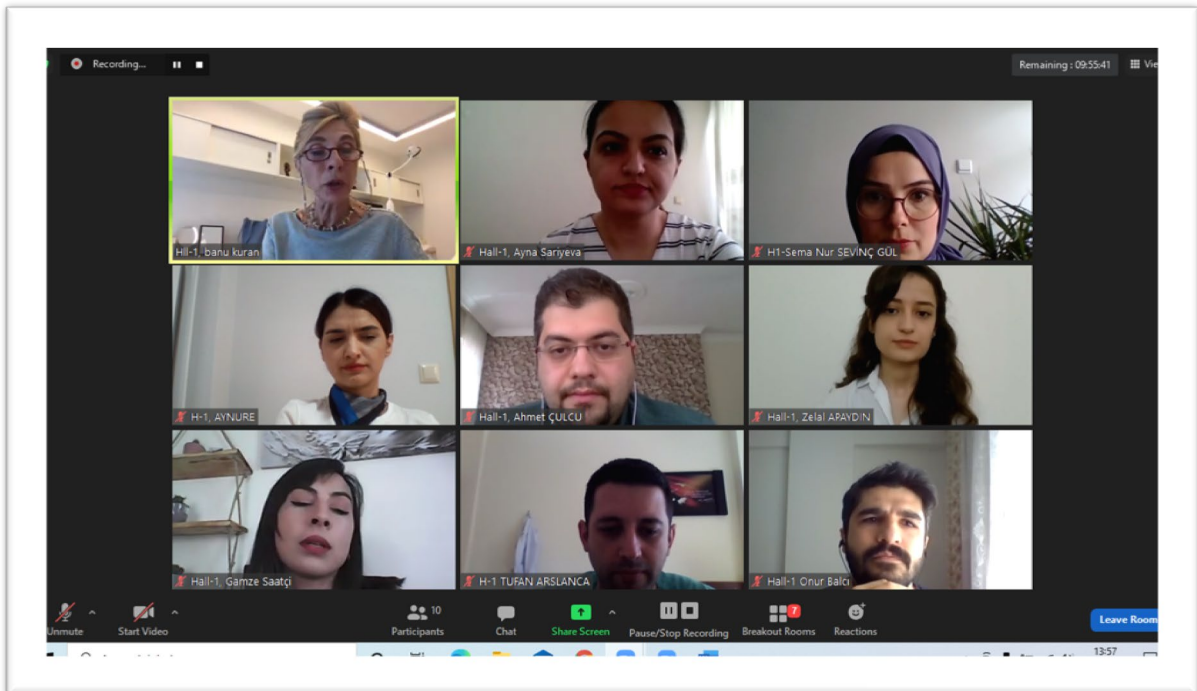 Recording...
Remaining : 09:55:41
Vie
Hll-1, banu kuran
Hall-1, Ayna Sariyeva
H1-Sema Nur SEVİNÇ GÜL
H-1, AYNURE
Hall-1, Ahmet ÇULCU
Hall-1, Zelal APAYDIN
Hall-1, Gamze Saatçi
H-1 TUFAN ARSLANCA
Hall-1 Onur Balcı
Unmute
Start Video
10
Participants
Chat
Share Screen
Pause/Stop Recording
7
Breakout Rooms
Reactions
Leave Room
13:57